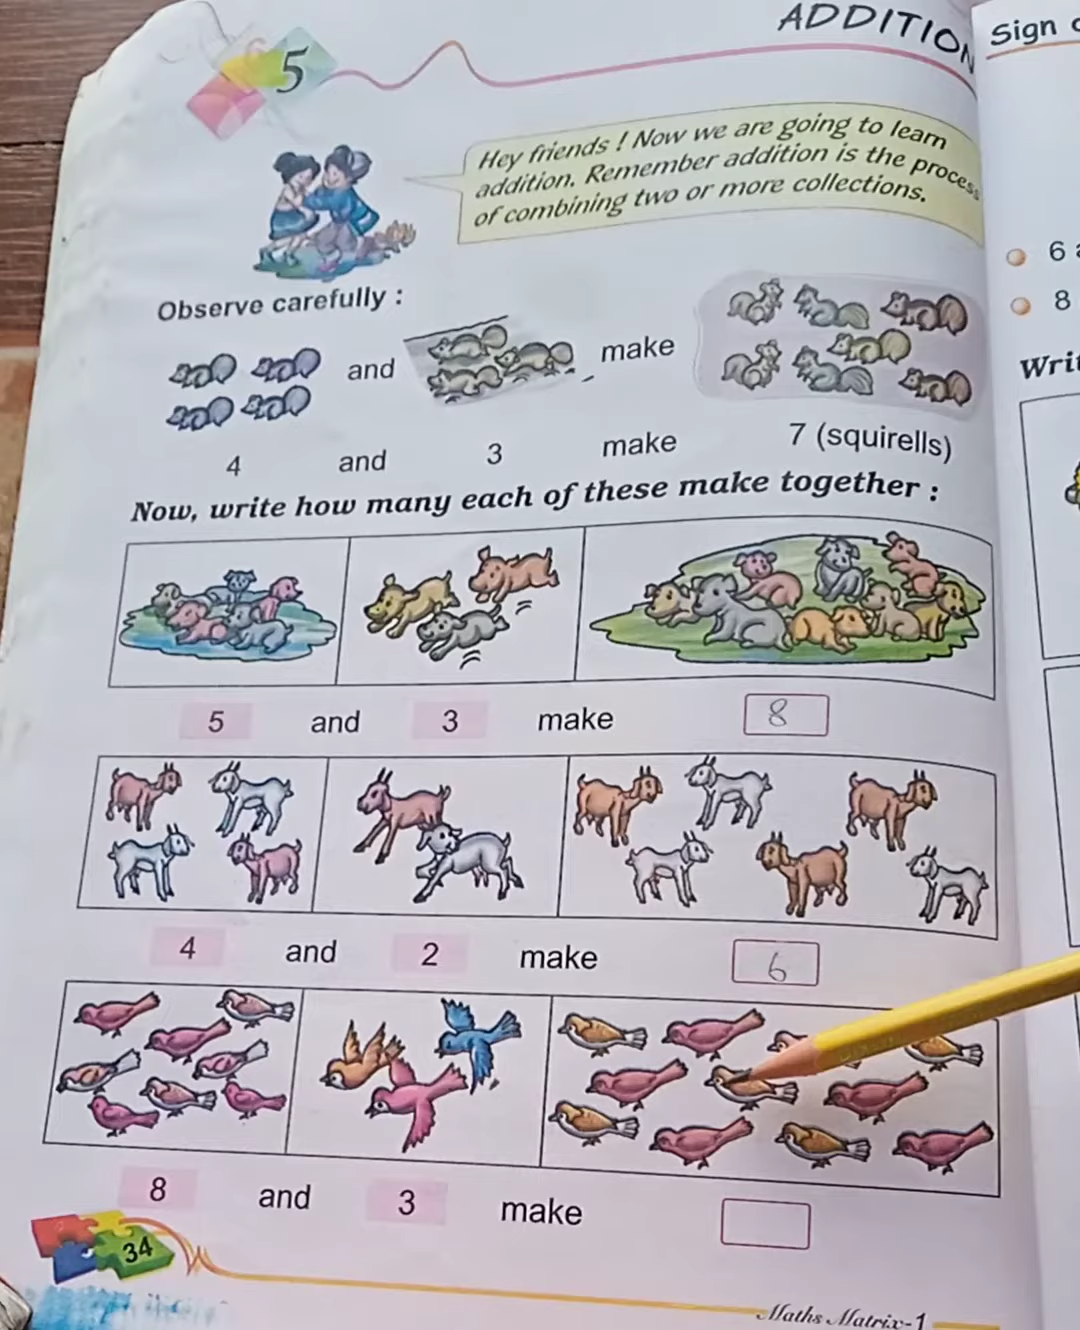 5
ADDITION
Hey friends ! Now we are going to learn
addition. Remember addition is the process
of combining two or more collections.
Observe carefully :
and make
4 and 3 make 7 (squirells)
Now, write how many each of these make together :
5 and 3 make 8
4 and 2 make 6
8 and 3 make
34
Maths Matrix-1
Sign
6
8